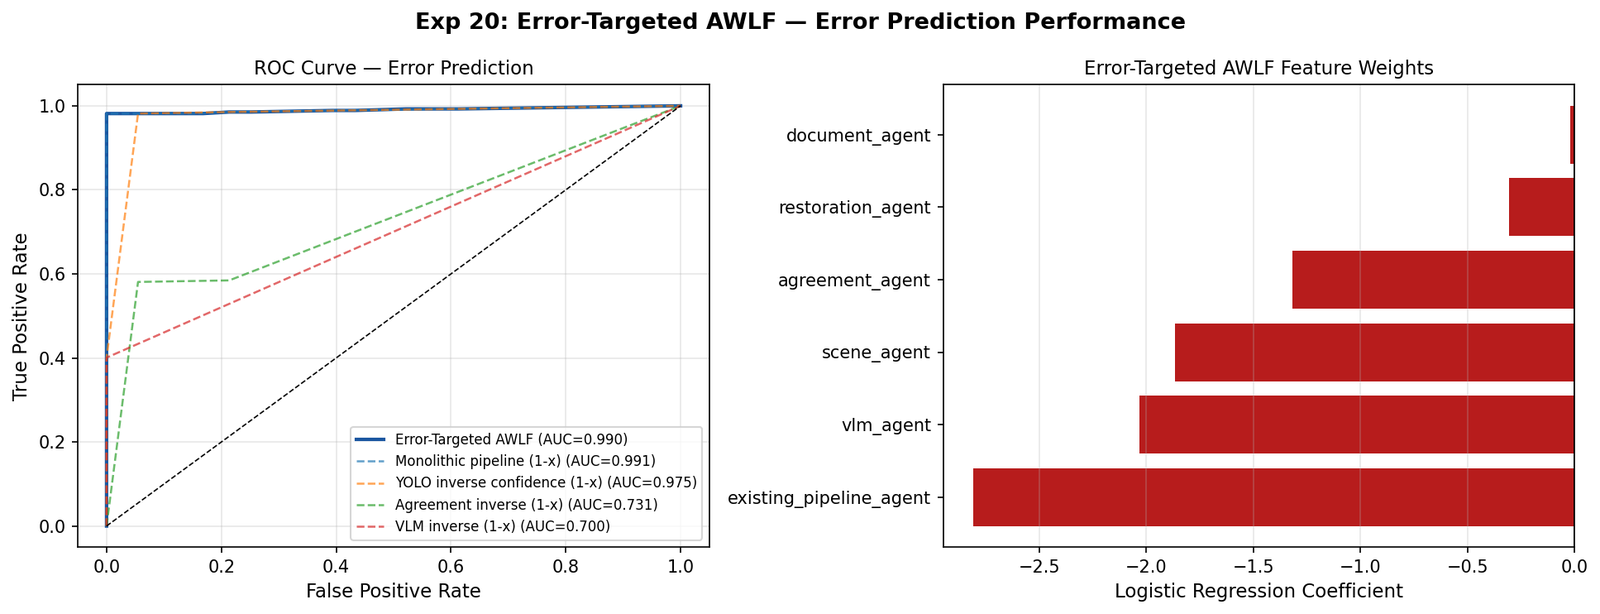 Exp 20: Error-Targeted AWLF — Error Prediction Performance
ROC Curve — Error Prediction
True Positive Rate
1.0
0.8
0.6
0.4
0.2
0.0
Error-Targeted AWLF (AUC=0.990)
Monolithic pipeline (1-x) (AUC=0.991)
YOLO inverse confidence (1-x) (AUC=0.975)
Agreement inverse (1-x) (AUC=0.731)
VLM inverse (1-x) (AUC=0.700)
0.0 0.2 0.4 0.6 0.8 1.0
False Positive Rate
Error-Targeted AWLF Feature Weights
document_agent
restoration_agent
agreement_agent
scene_agent
vlm_agent
existing_pipeline_agent
−2.5 −2.0 −1.5 −1.0 −0.5 0.0
Logistic Regression Coefficient